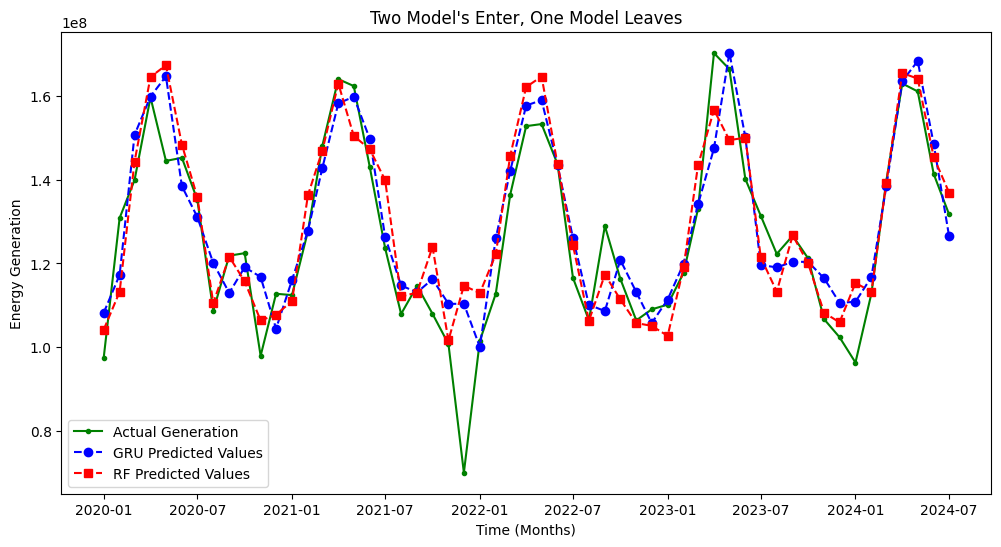 Two Model's Enter, One Model Leaves
1e8
Energy Generation
1.6
1.4
1.2
1.0
0.8
Actual Generation
GRU Predicted Values
RF Predicted Values
2020-01 2020-07 2021-01 2021-07 2022-01 2022-07 2023-01 2023-07 2024-01 2024-07
Time (Months)